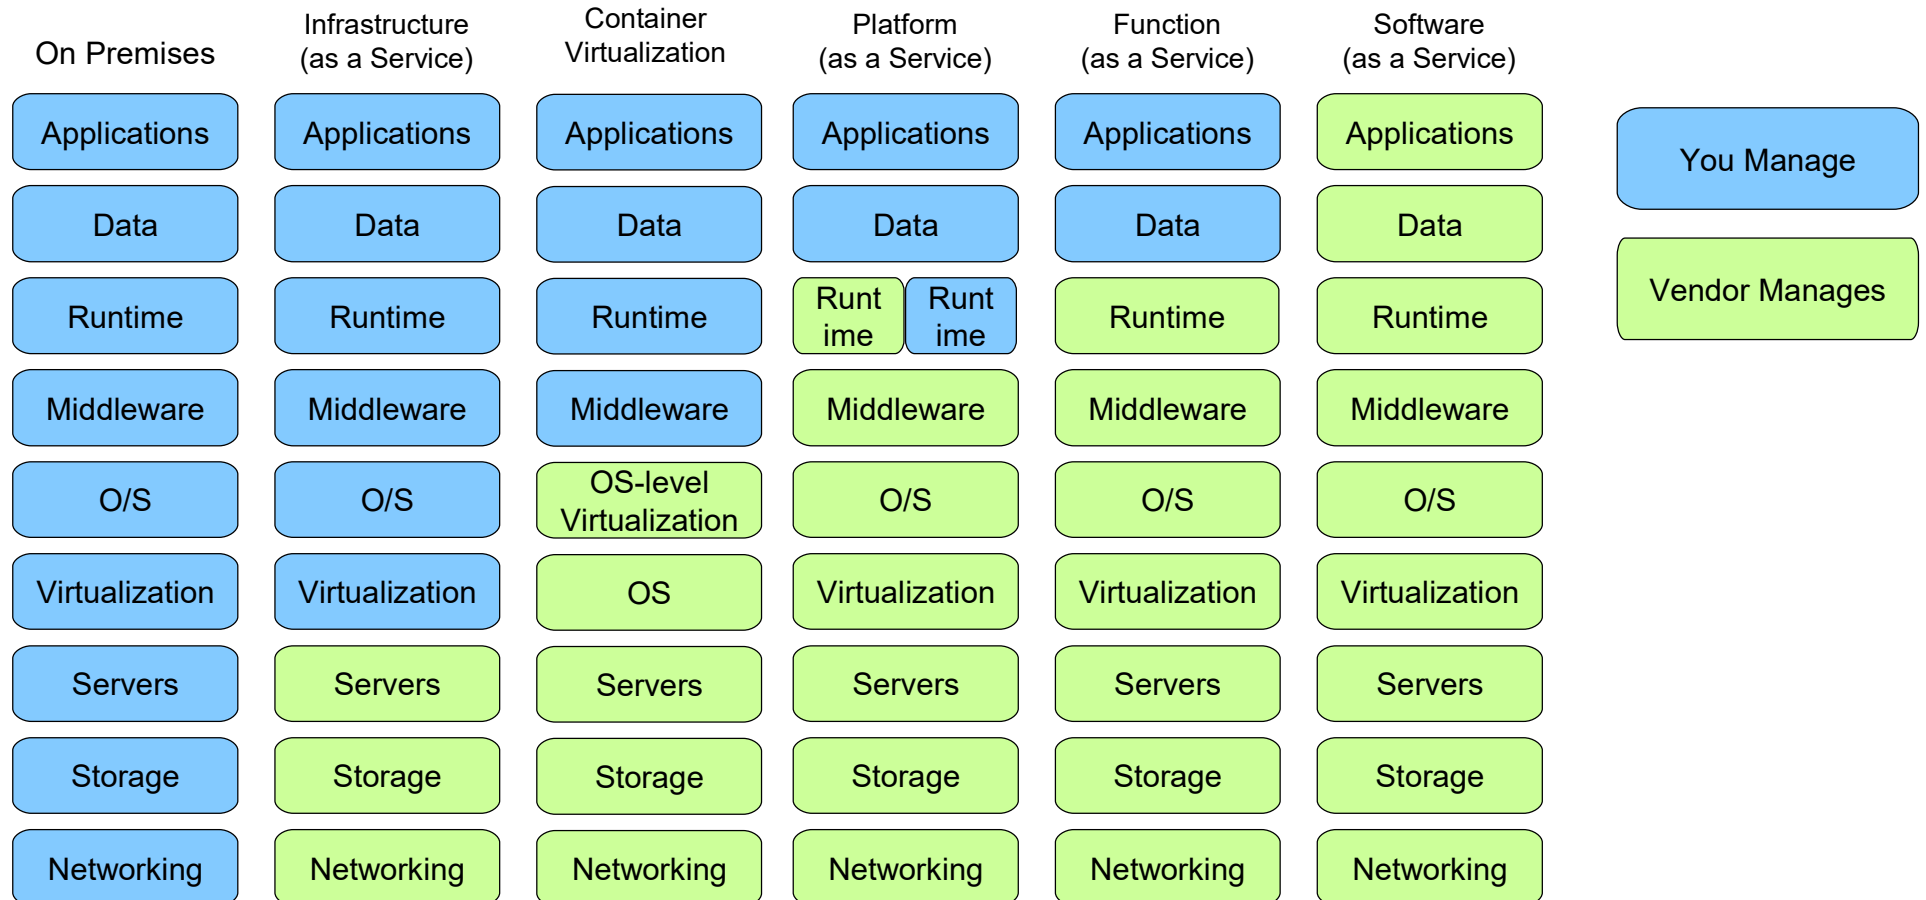 On Premises
Infrastructure
(as a Service)
Container
Virtualization
Platform
(as a Service)
Function
(as a Service)
Software
(as a Service)
Applications
Applications
Applications
Applications
Applications
Applications
You Manage
Data
Data
Data
Data
Data
Data
Vendor Manages
Runtime
Runtime
Runtime
Runt
ime
Runt
ime
Runtime
Runtime
Middleware
Middleware
Middleware
Middleware
Middleware
Middleware
O/S
O/S
OS-level
Virtualization
O/S
O/S
O/S
Virtualization
Virtualization
OS
Virtualization
Virtualization
Virtualization
Servers
Servers
Servers
Servers
Servers
Servers
Storage
Storage
Storage
Storage
Storage
Storage
Networking
Networking
Networking
Networking
Networking
Networking